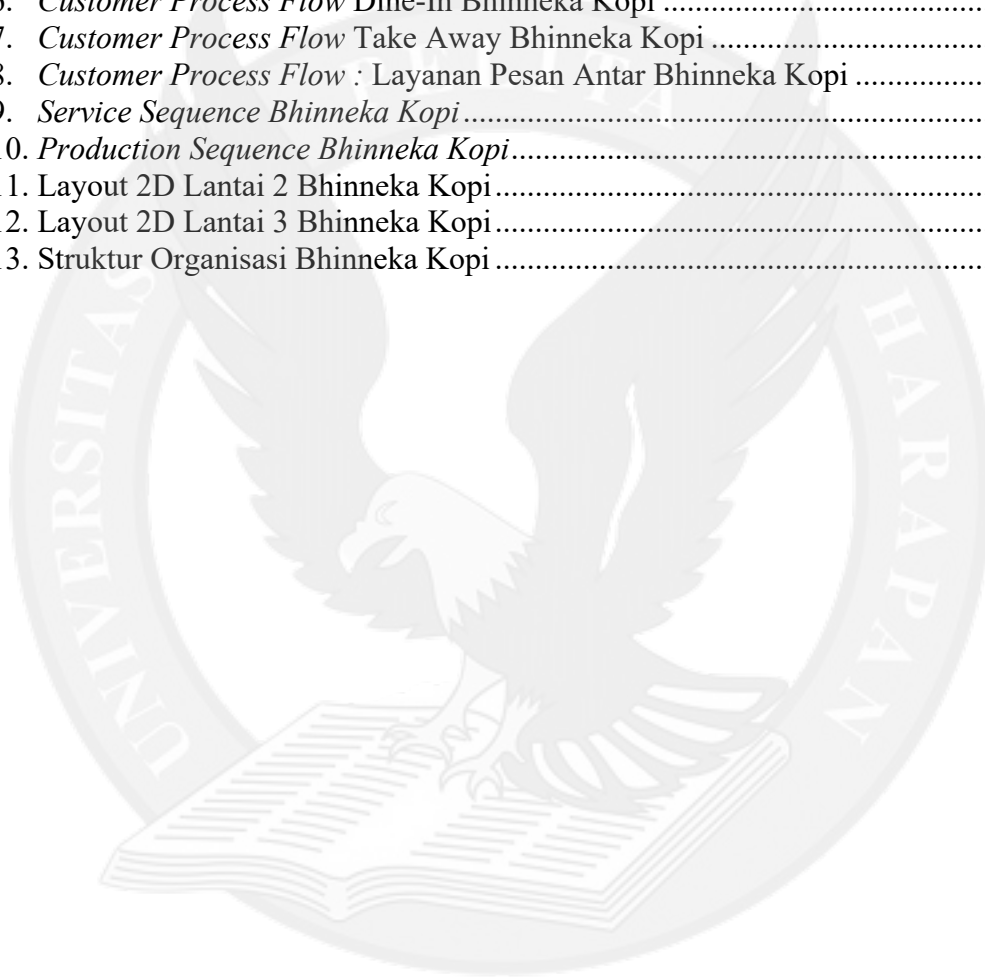 6. Customer Process Flow Dine-In Bhinneka Kopi ........................................
7. Customer Process Flow Take Away Bhinneka Kopi ..................................
8. Customer Process Flow : Layanan Pesan Antar Bhinneka Kopi ................
9. Service Sequence Bhinneka Kopi .................................................................
10. Production Sequence Bhinneka Kopi ...........................................................
11. Layout 2D Lantai 2 Bhinneka Kopi .............................................................
12. Layout 2D Lantai 3 Bhinneka Kopi .............................................................
13. Struktur Organisasi Bhinneka Kopi ..............................................................
UNIVERSITAS PELITA HARAPAN